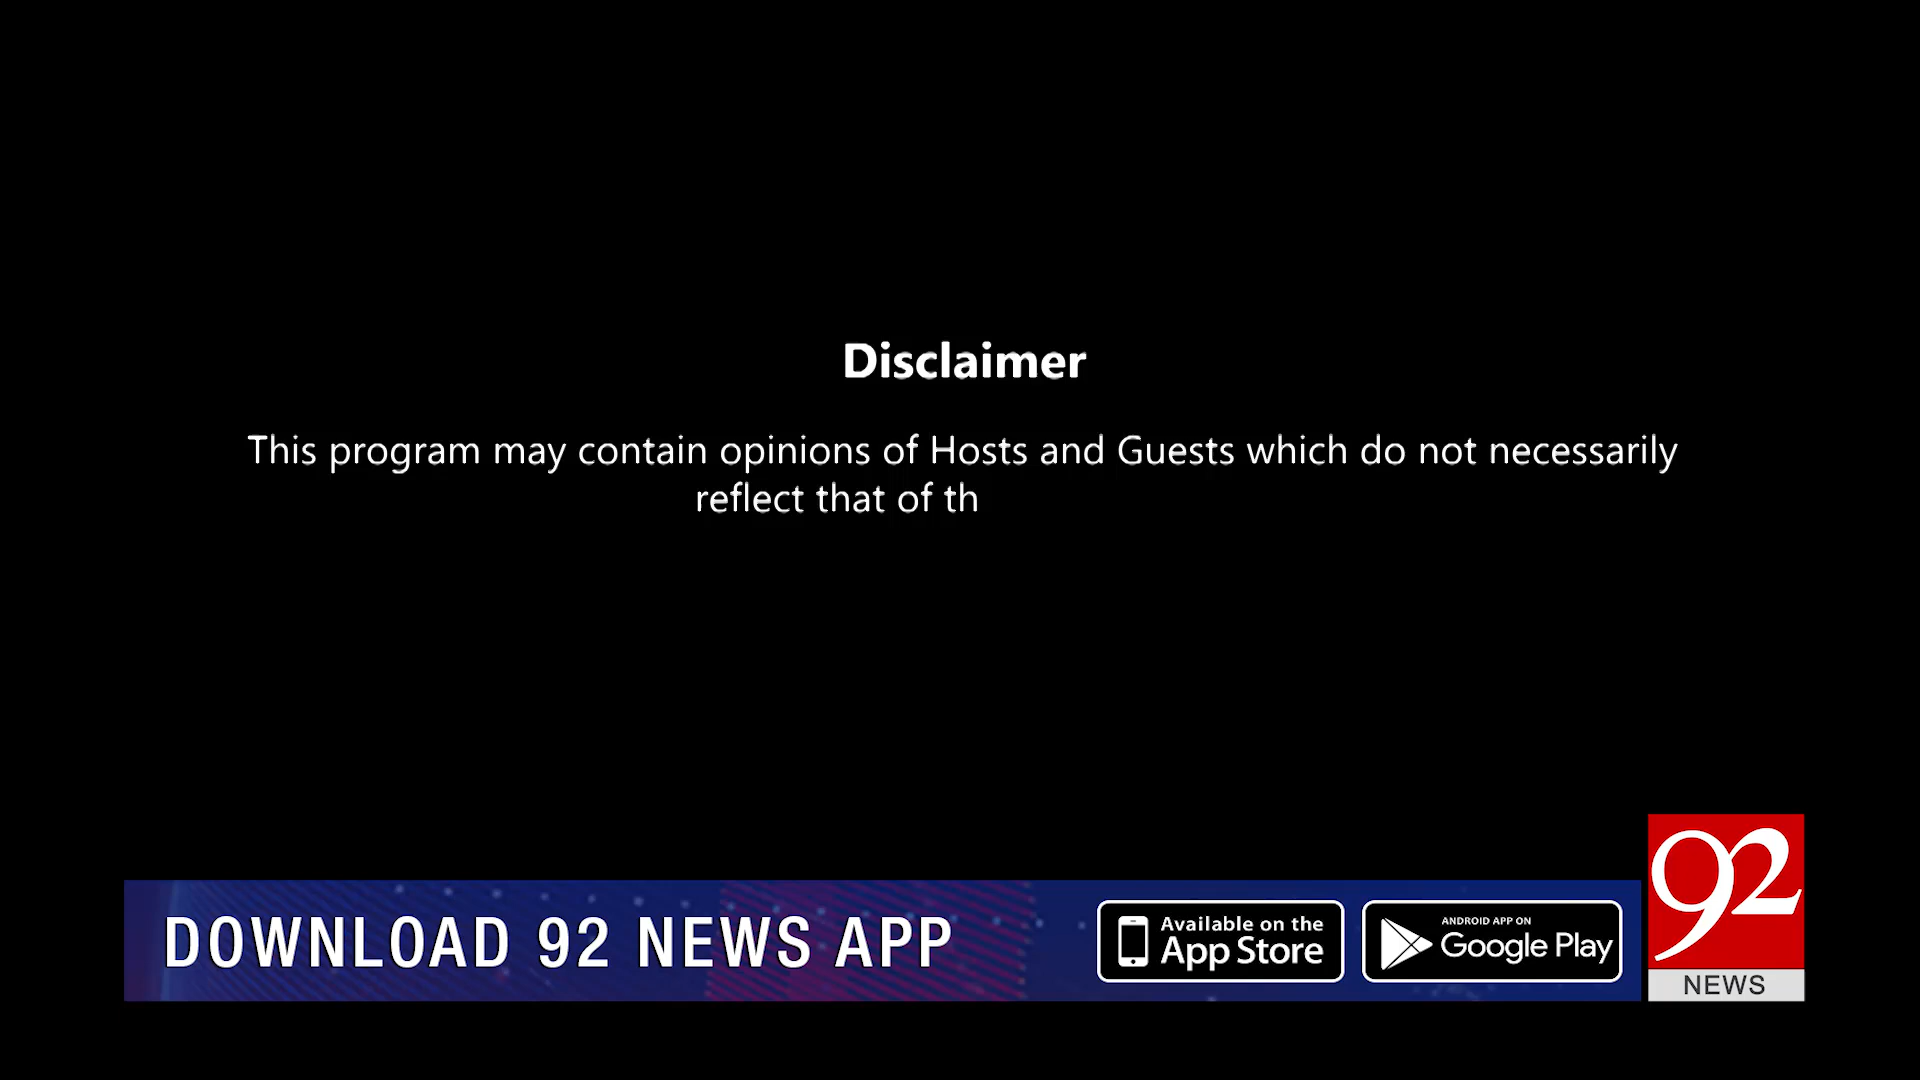 Disclaimer
This program may contain opinions of Hosts and Guests which do not necessarily
reflect that of th
DOWNLOAD 92 NEWS APP
Available on the
App Store
ANDROID APP ON
Google Play
92
NEWS